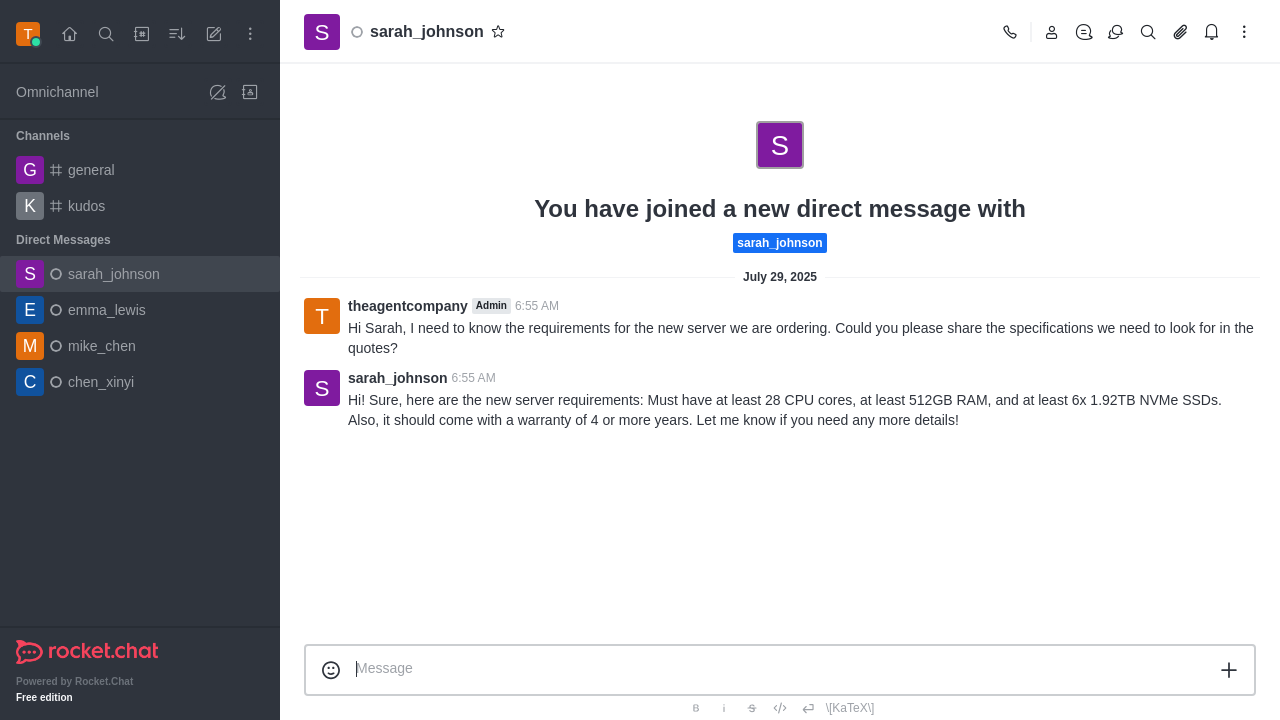 T
S
sarah_johnson
Omnichannel
Channels
G general
K kudos
Direct Messages
S sarah_johnson
E emma_lewis
M mike_chen
C chen_xinyi
rocket.chat
Powered by Rocket.Chat
Free edition
S
You have joined a new direct message with
sarah_johnson
July 29, 2025
T
theagentcompany Admin 6:55 AM
Hi Sarah, I need to know the requirements for the new server we are ordering. Could you please share the specifications we need to look for in the
quotes?
S
sarah_johnson 6:55 AM
Hi! Sure, here are the new server requirements: Must have at least 28 CPU cores, at least 512GB RAM, and at least 6x 1.92TB NVMe SSDs.
Also, it should come with a warranty of 4 or more years. Let me know if you need any more details!
Message
B i S </> \[KaTeX\]